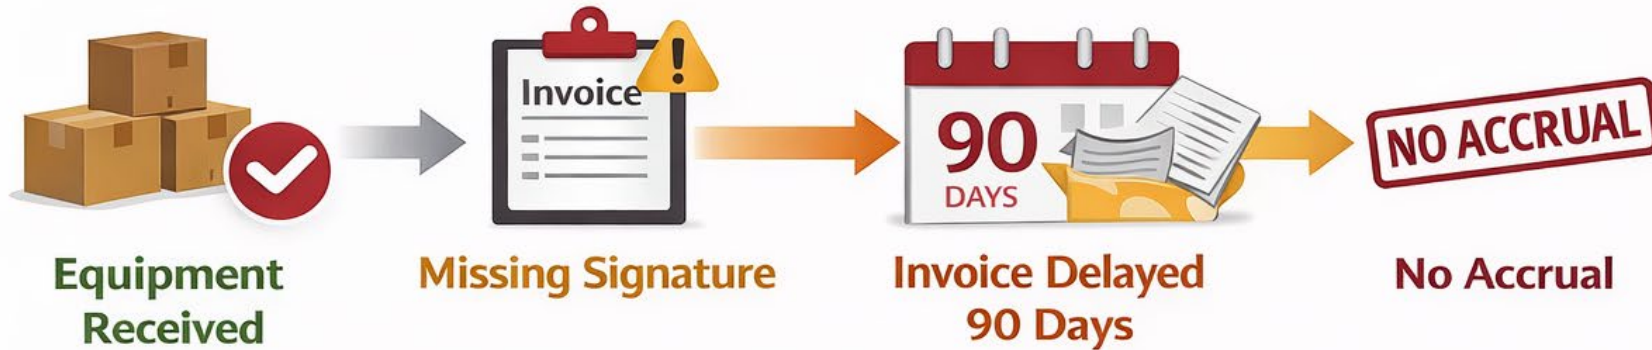 Invoice
90
DAYS
NO ACCRUAL
Equipment
Received
Missing Signature
Invoice Delayed
90 Days
No Accrual